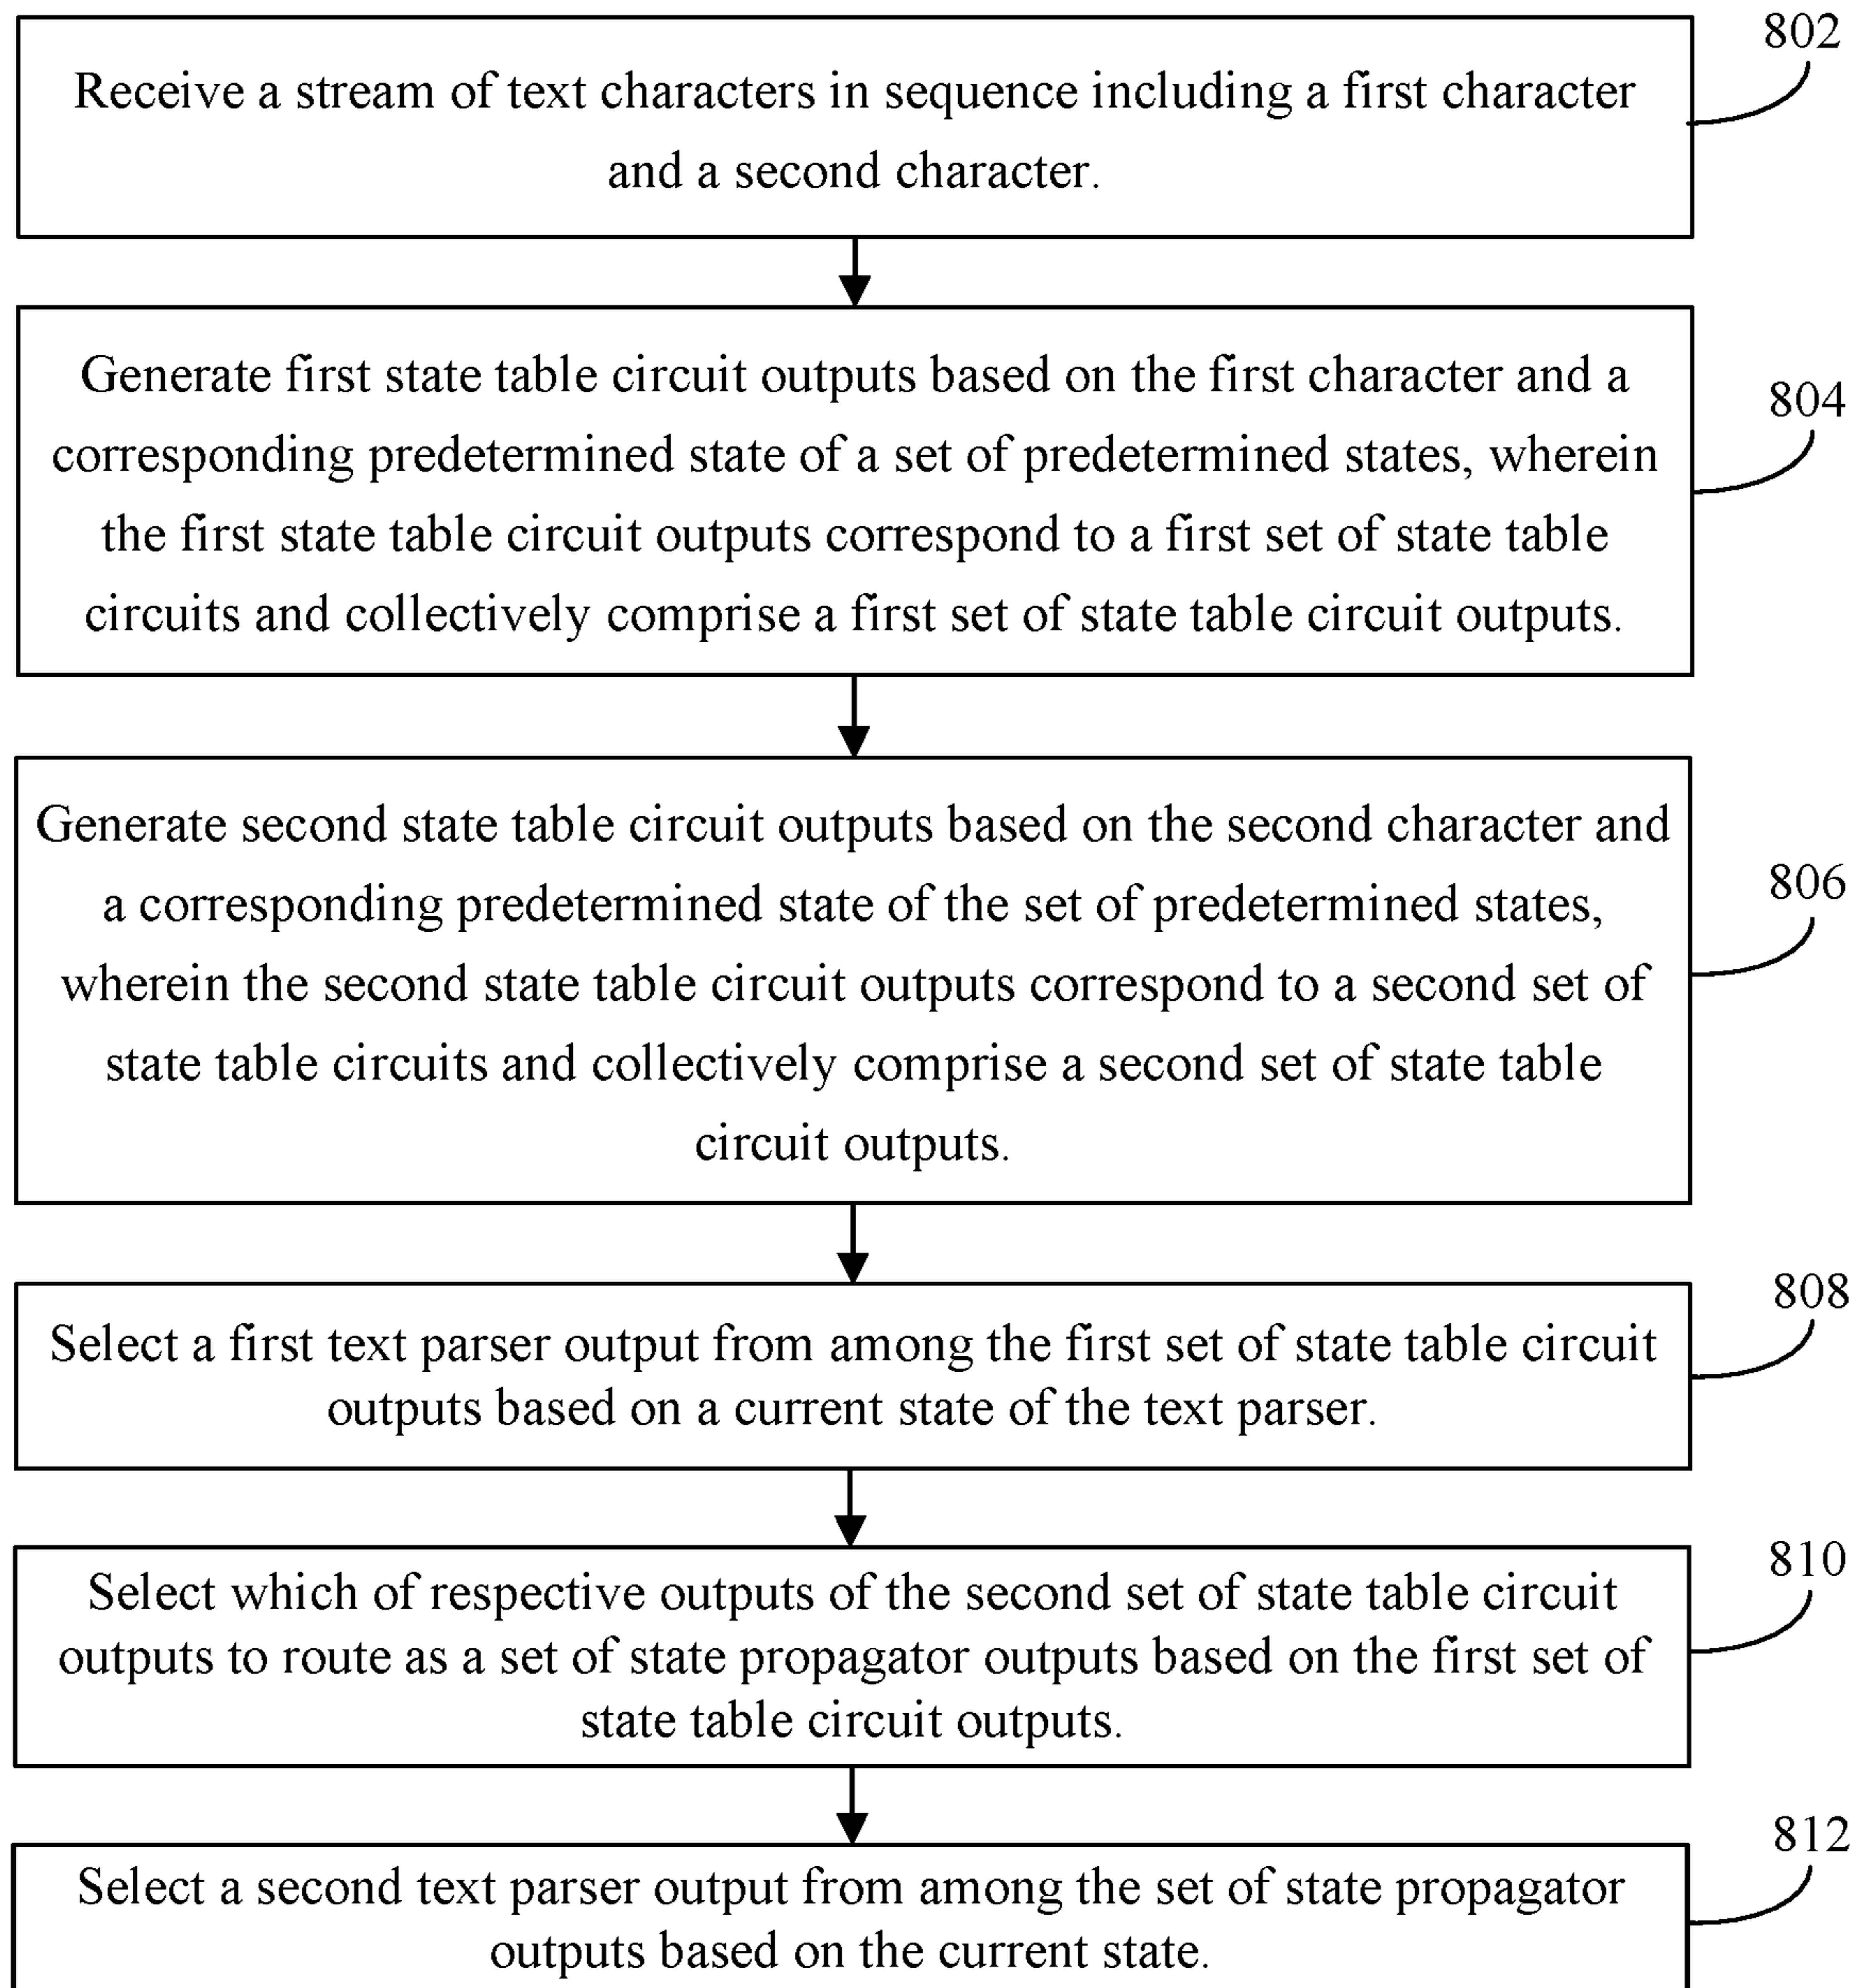 802
Receive a stream of text characters in sequence including a first character
and a second character.
804
Generate first state table circuit outputs based on the first character and a
corresponding predetermined state of a set of predetermined states, wherein
the first state table circuit outputs correspond to a first set of state table
circuits and collectively comprise a first set of state table circuit outputs.
806
Generate second state table circuit outputs based on the second character and
a corresponding predetermined state of the set of predetermined states,
wherein the second state table circuit outputs correspond to a second set of
state table circuits and collectively comprise a second set of state table
circuit outputs.
808
Select a first text parser output from among the first set of state table circuit
outputs based on a current state of the text parser.
810
Select which of respective outputs of the second set of state table circuit
outputs to route as a set of state propagator outputs based on the first set of
state table circuit outputs.
812
Select a second text parser output from among the set of state propagator
outputs based on the current state.